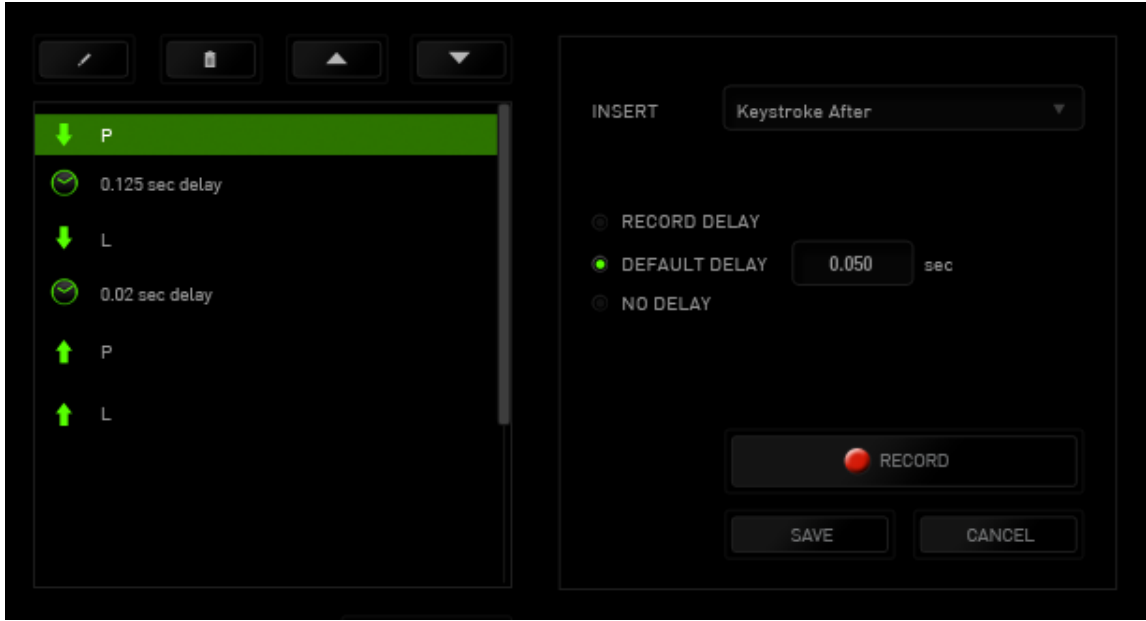 P
0.125 sec delay
L
0.02 sec delay
P
L
INSERT Keystroke After
RECORD DELAY
DEFAULT DELAY 0.050 sec
NO DELAY
RECORD
SAVE CANCEL